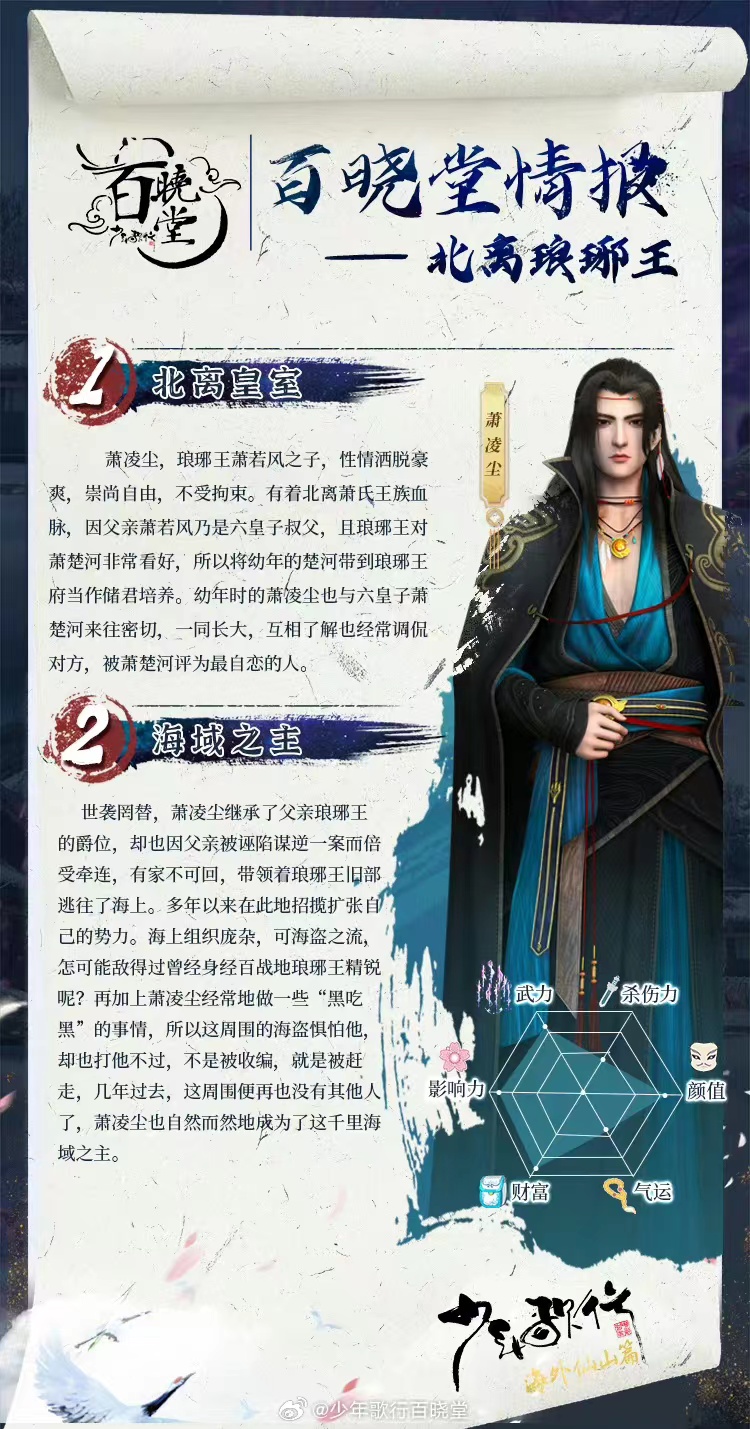 百晓堂
少年歌行
百晓堂情报
——北离琅琊王
1 北离皇室
萧凌尘
萧凌尘，琅琊王萧若风之子，性情洒脱豪
爽，崇尚自由，不受拘束。有着北离萧氏王族血
脉，因父亲萧若风乃是六皇子叔父，且琅琊王对
萧楚河非常看好，所以将幼年的楚河带到琅琊王
府当作储君培养。幼年时的萧凌尘也与六皇子萧
楚河来往密切，一同长大，互相了解也经常调侃
对方，被萧楚河评为最自恋的人。
2 海域之主
世袭罔替，萧凌尘继承了父亲琅琊王
的爵位，却也因父亲被诬陷谋逆一案而倍
受牵连，有家不可回，带领着琅琊王旧部
逃往了海上。多年以来在此地招揽扩张自
己的势力。海上组织庞杂，可海盗之流，
怎可能敌得过曾经身经百战地琅琊王精锐
呢？再加上萧凌尘经常地做一些“黑吃
黑”的事情，所以这周围的海盗惧怕他，
却也打他不过，不是被收编，就是被赶
走，几年过去，这周围便再也没有其他人
了，萧凌尘也自然而然地成为了这千里海
域之主。
武力
杀伤力
影响力
颜值
财富
气运
少年歌行
海外仙山篇
@少年歌行百晓堂